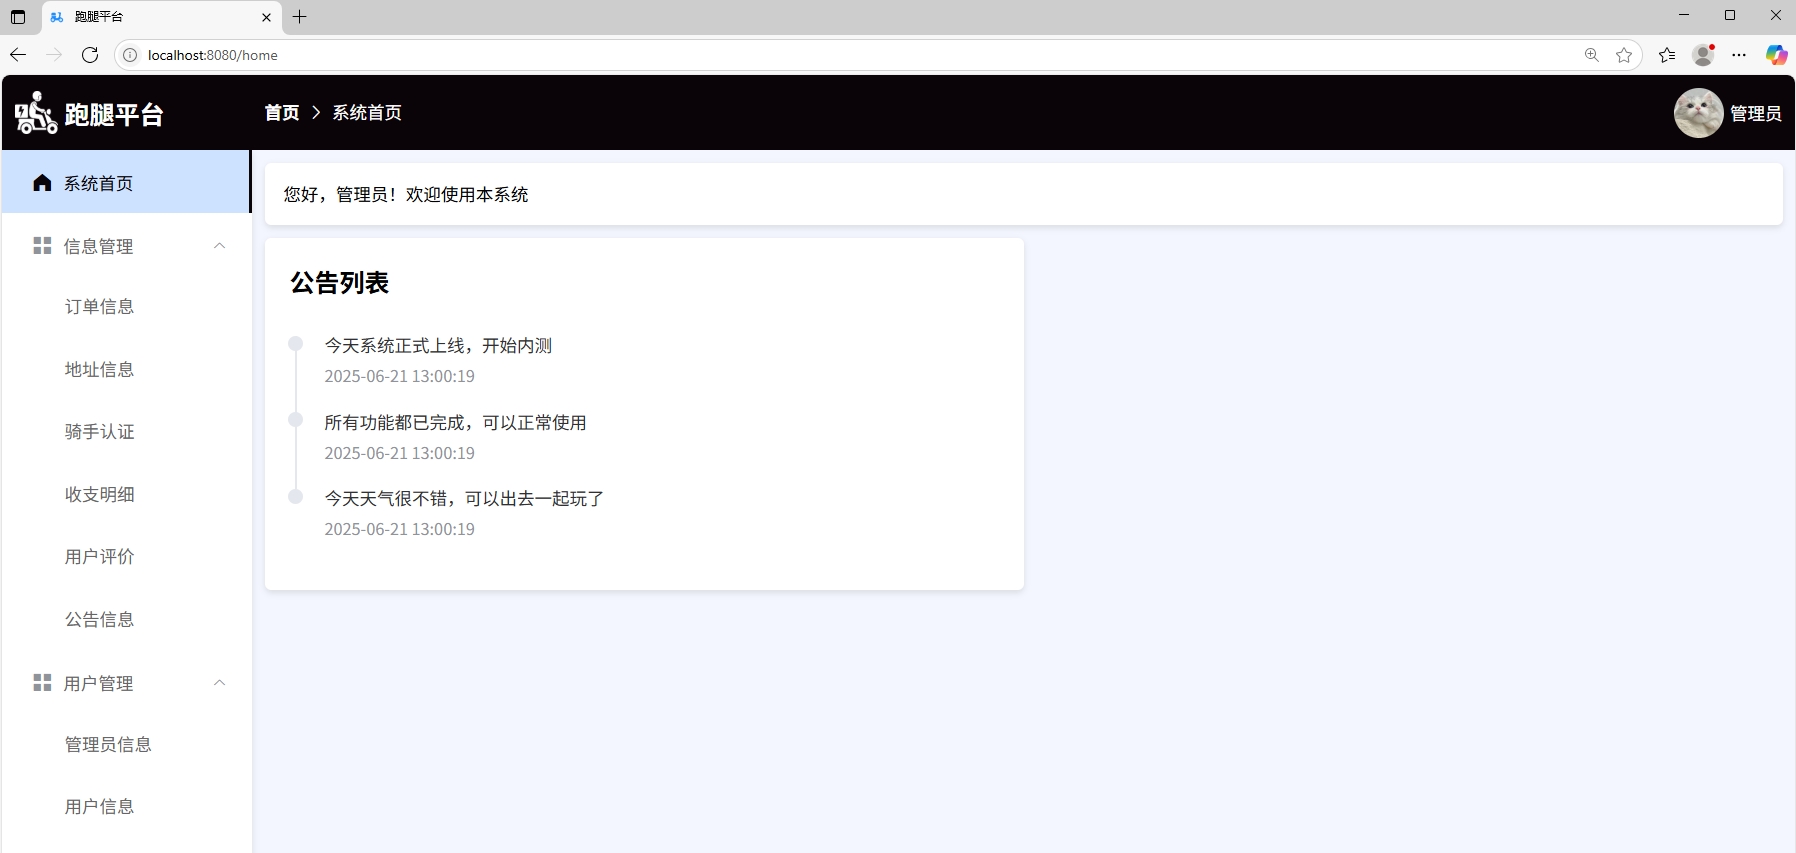 跑腿平台
localhost:8080/home
跑腿平台
首页 > 系统首页
管理员
系统首页
信息管理
订单信息
地址信息
骑手认证
收支明细
用户评价
公告信息
用户管理
管理员信息
用户信息
您好，管理员！欢迎使用本系统
公告列表
今天系统正式上线，开始内测
2025-06-21 13:00:19
所有功能都已完成，可以正常使用
2025-06-21 13:00:19
今天天气很不错，可以出去一起玩了
2025-06-21 13:00:19